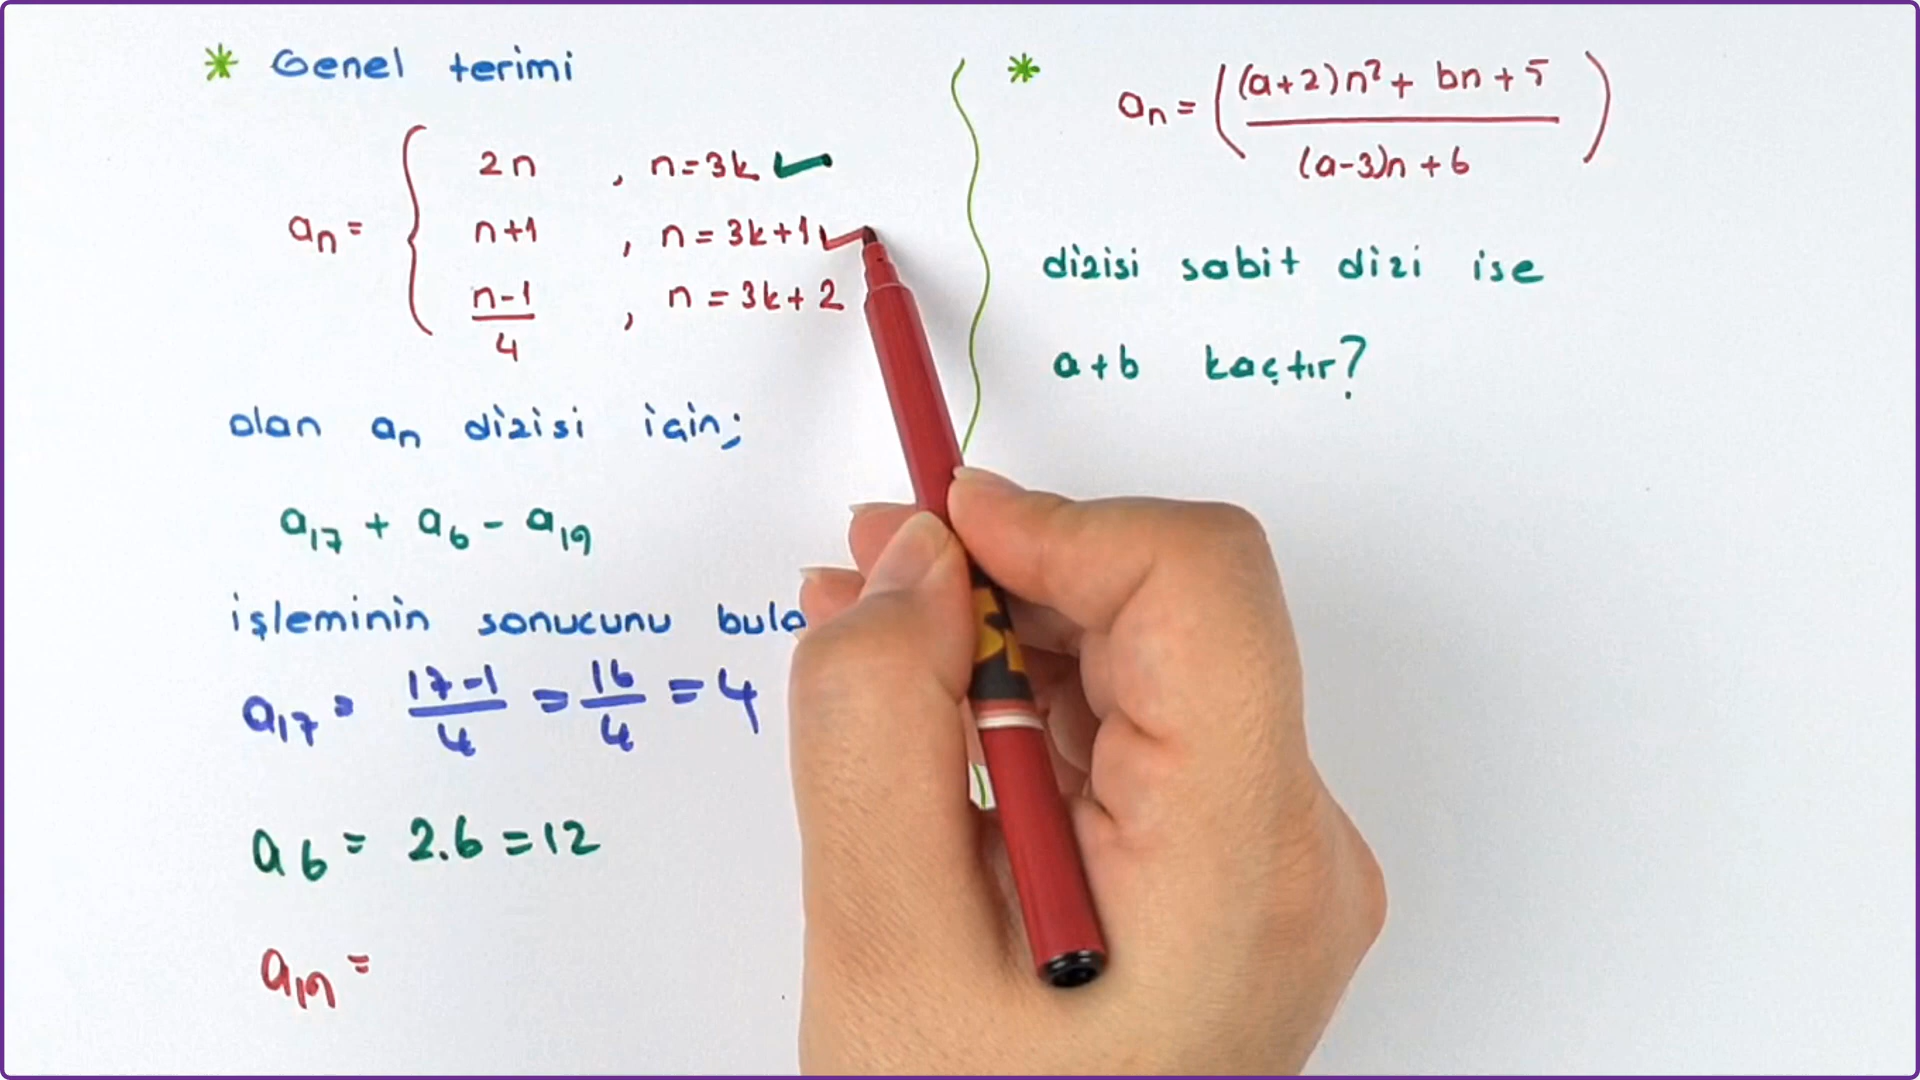 * Genel terimi
aₙ = { 2n , n=3k ✓
n+1 , n=3k+1 ✓
(n-1)/4 , n=3k+2
olan aₙ dizisi için;
a₁₇ + a₆ - a₁₉
işleminin sonucunu bula
a₁₇ = (17-1)/4 = 16/4 = 4
a₆ = 2.6 = 12
a₁₉ =
* aₙ = ( ((a+2)n² + bn + 5)/((a-3)n + 6) )
dizisi sabit dizi ise
a+b kaçtır?